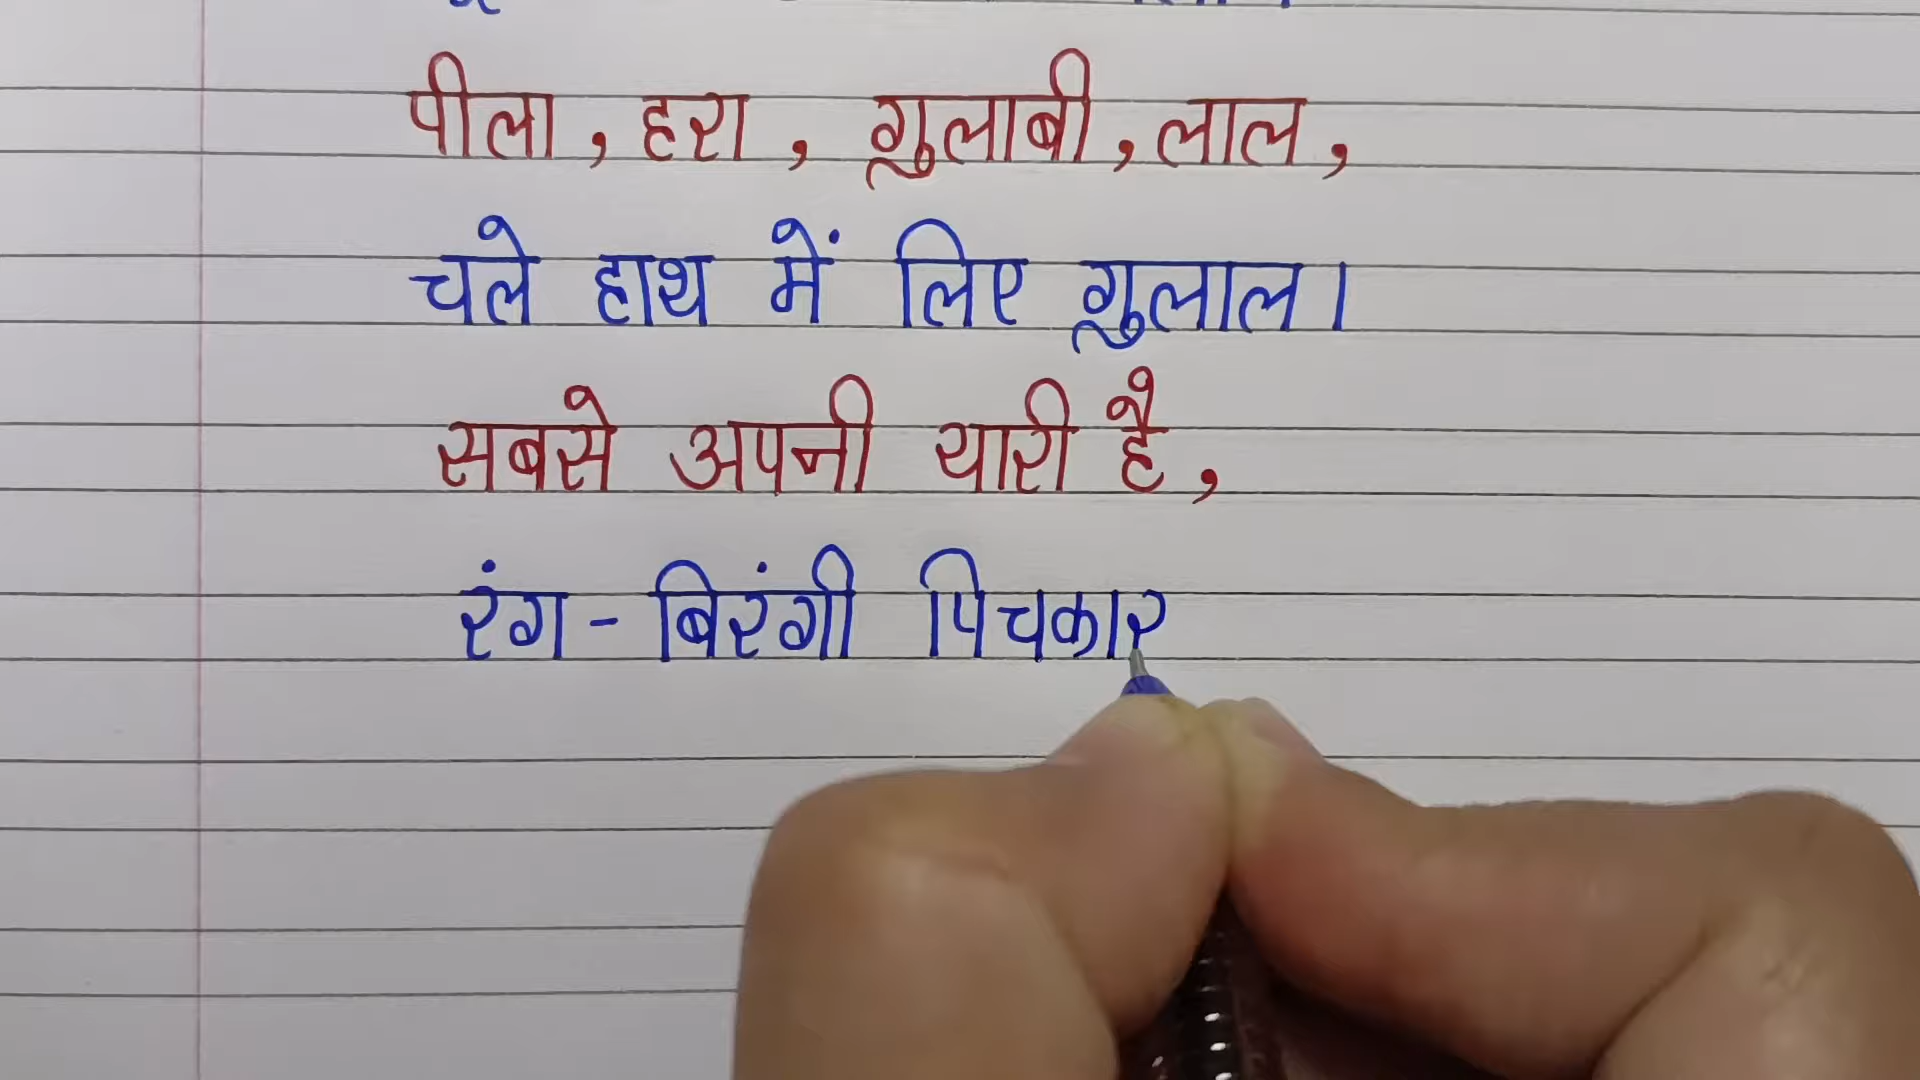 पीला, हरा, गुलाबी, लाल,
चले हाथ में लिए गुलाल।
सबसे अपनी यारी है,
रंग-बिरंगी पिचकार